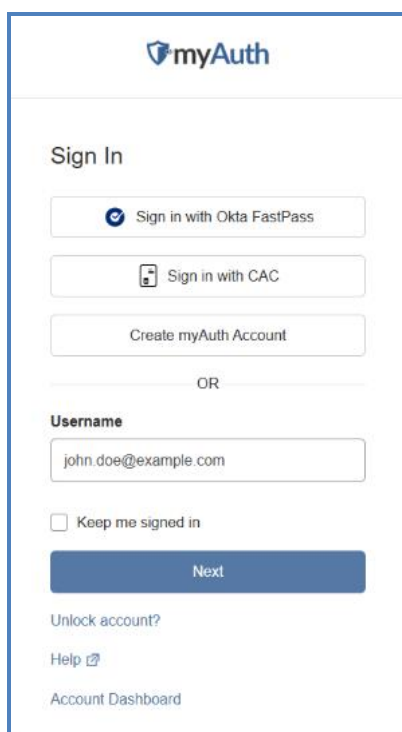 myAuth
Sign In
Sign in with Okta FastPass
Sign in with CAC
Create myAuth Account
OR
Username
john.doe@example.com
Keep me signed in
Next
Unlock account?
Help
Account Dashboard